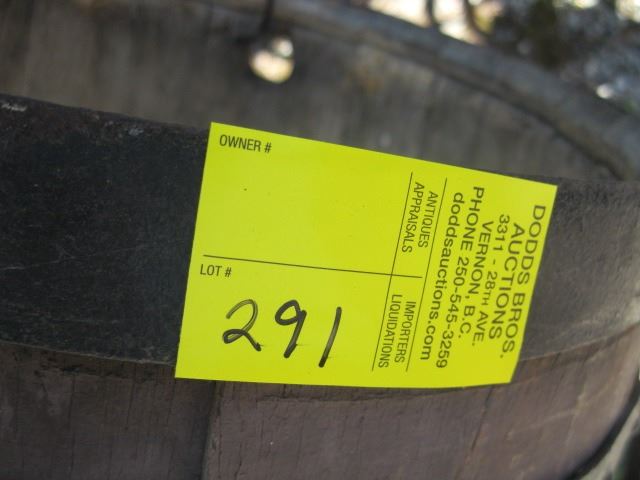 OWNER #
LOT #
291
ANTIQUES
APPRAISALS
IMPORTERS
LIQUIDATIONS
DODDS BROS.
AUCTIONS
3311 - 28TH AVE.
VERNON, B.C.
PHONE 250-545-3259
doddsauctions.com